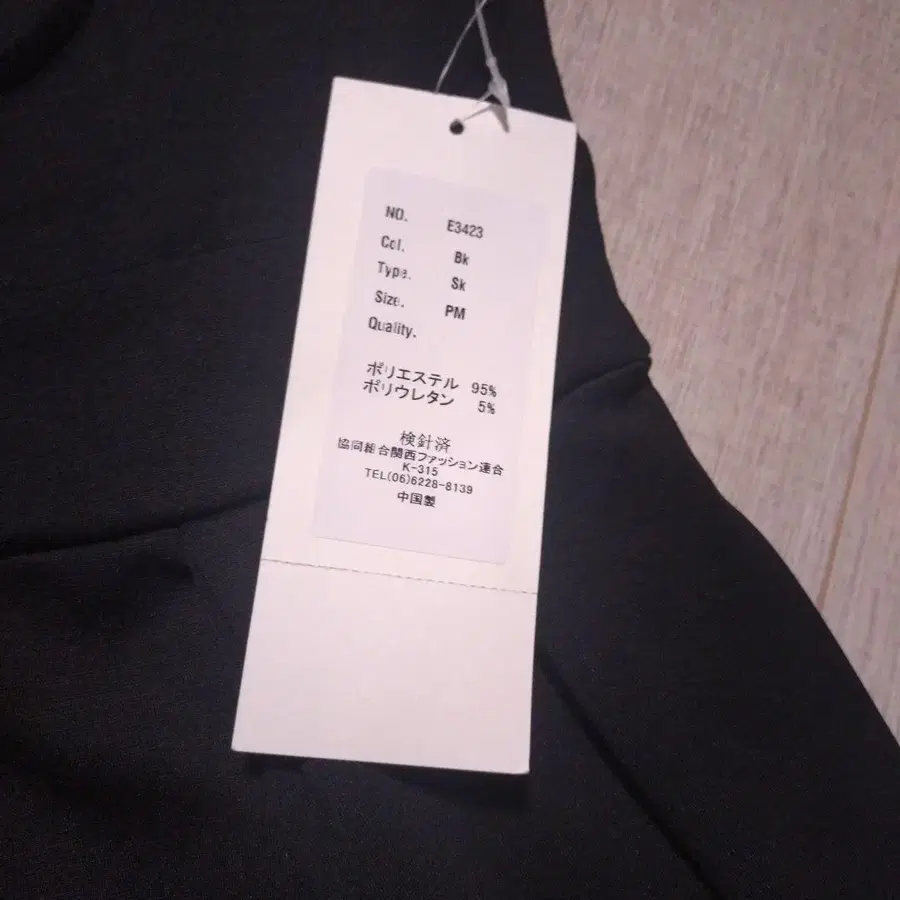 NO. E3423
Col. Bk
Type. Sk
Size. PM
Quality.
ポリエステル 95%
ポリウレタン 5%
検針済
協同組合関西ファッション連合
K-315
TEL(06)6228-8139
中国製